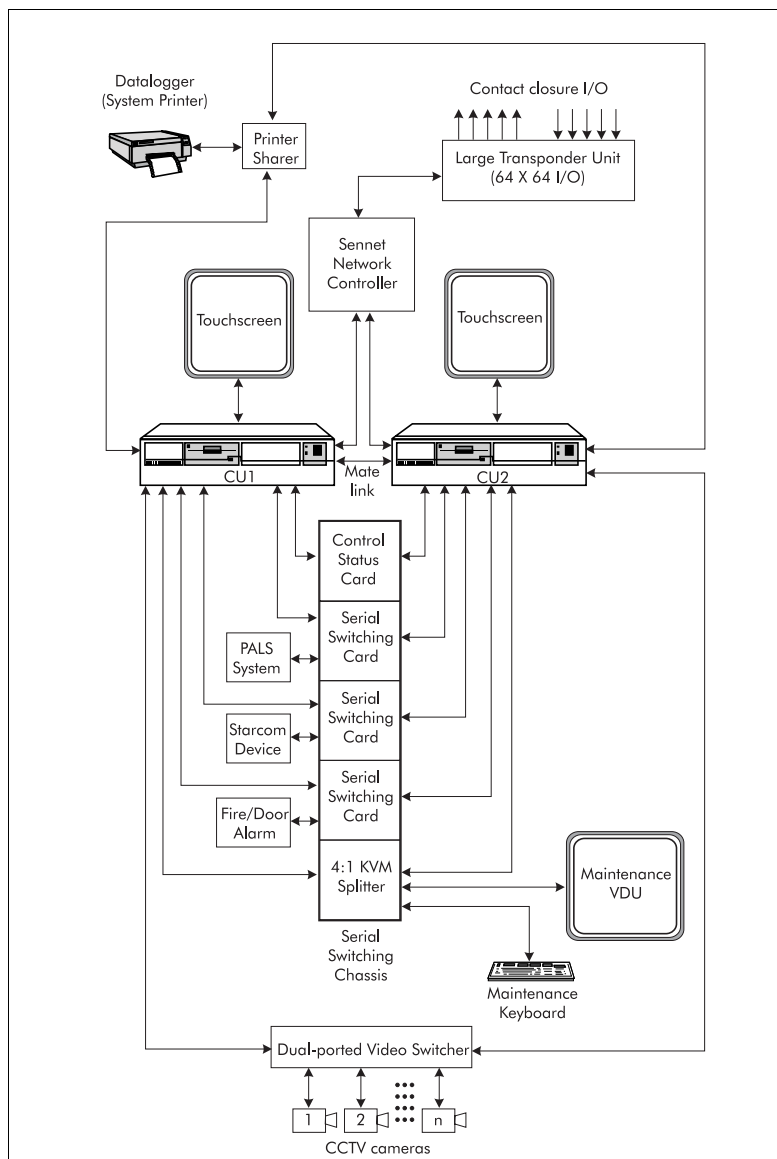 Datalogger
(System Printer)
Printer
Sharer
Contact closure I/O
Large Transponder Unit
(64 X 64 I/O)
Sennet
Network
Controller
Touchscreen
Touchscreen
CU1
Mate
link
CU2
Control
Status
Card
Serial
Switching
Card
PALS
System
Serial
Switching
Card
Starcom
Device
Serial
Switching
Card
Fire/Door
Alarm
4:1 KVM
Splitter
Maintenance
VDU
Serial
Switching
Chassis
Maintenance
Keyboard
Dual-ported Video Switcher
1
2
n
CCTV cameras